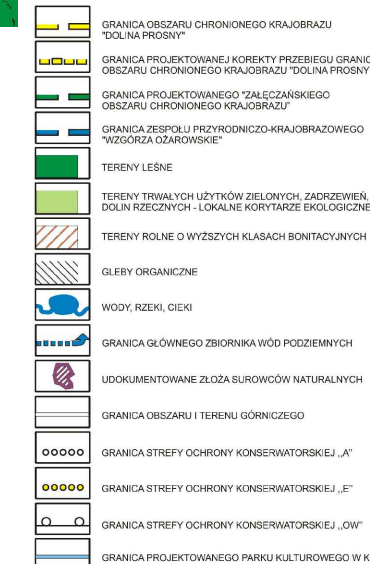 GRANICA OBSZARU CHRONIONEGO KRAJOBRAZU
"DOLINA PROSNY"
GRANICA PROJEKTOWANEJ KOREKTY PRZEBIEGU GRANIC
OBSZARU CHRONIONEGO KRAJOBRAZU "DOLINA PROSNY
GRANICA PROJEKTOWANEGO "ZAŁĘCZAŃSKIEGO
OBSZARU CHRONIONEGO KRAJOBRAZU"
GRANICA ZESPOŁU PRZYRODNICZO-KRAJOBRAZOWEGO
"WZGÓRZA OŻAROWSKIE"
TERENY LEŚNE
TERENY TRWAŁYCH UŻYTKÓW ZIELONYCH, ZADRZEWIEŃ,
DOLIN RZECZNYCH - LOKALNE KORYTARZE EKOLOGICZNE
TERENY ROLNE O WYŻSZYCH KLASACH BONITACYJNYCH
GLEBY ORGANICZNE
WODY, RZEKI, CIEKI
GRANICA GŁÓWNEGO ZBIORNIKA WÓD PODZIEMNYCH
UDOKUMENTOWANE ZŁOŻA SUROWCÓW NATURALNYCH
GRANICA OBSZARU I TERENU GÓRNICZEGO
GRANICA STREFY OCHRONY KONSERWATORSKIEJ ,,A"
GRANICA STREFY OCHRONY KONSERWATORSKIEJ ,,E"
GRANICA STREFY OCHRONY KONSERWATORSKIEJ ,,OW"
GRANICA PROJEKTOWANEGO PARKU KULTUROWEGO W K